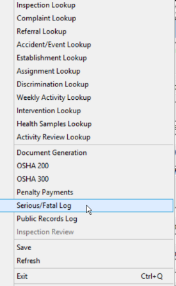 Inspection Lookup
Complaint Lookup
Referral Lookup
Accident/Event Lookup
Establishment Lookup
Assignment Lookup
Discrimination Lookup
Weekly Activity Lookup
Intervention Lookup
Health Samples Lookup
Activity Review Lookup
Document Generation
OSHA 200
OSHA 300
Penalty Payments
Serious/Fatal Log
Public Records Log
Inspection Review
Save
Refresh
Exit Ctrl+Q